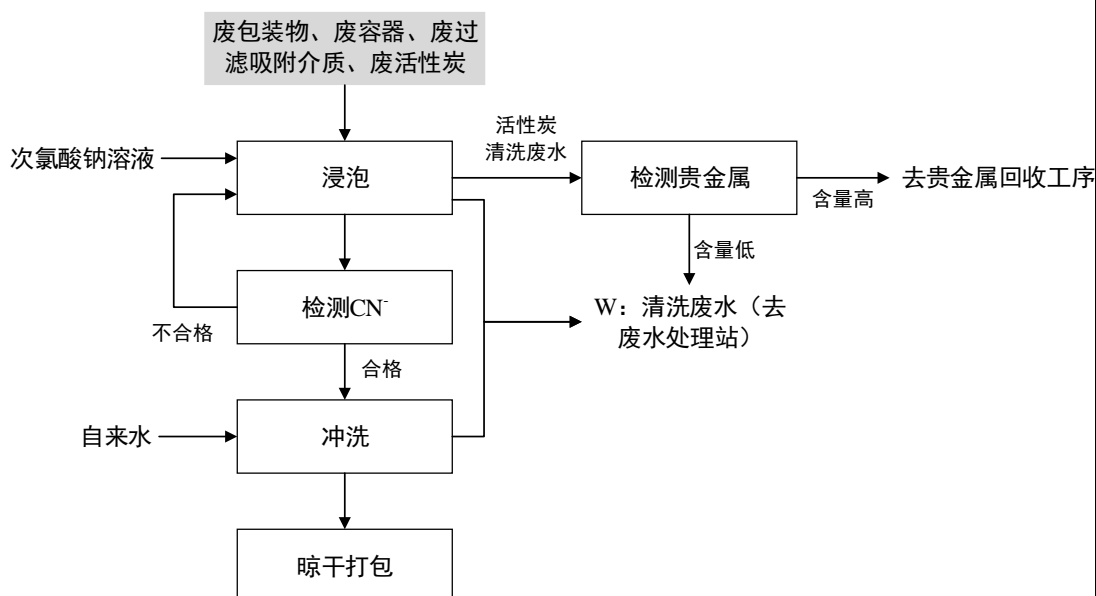 废包装物、废容器、废过
滤吸附介质、废活性炭
次氯酸钠溶液
浸泡
活性炭
清洗废水
检测贵金属
含量高
去贵金属回收工序
含量低
检测CN⁻
不合格
W：清洗废水（去
废水处理站）
合格
自来水
冲洗
晾干打包